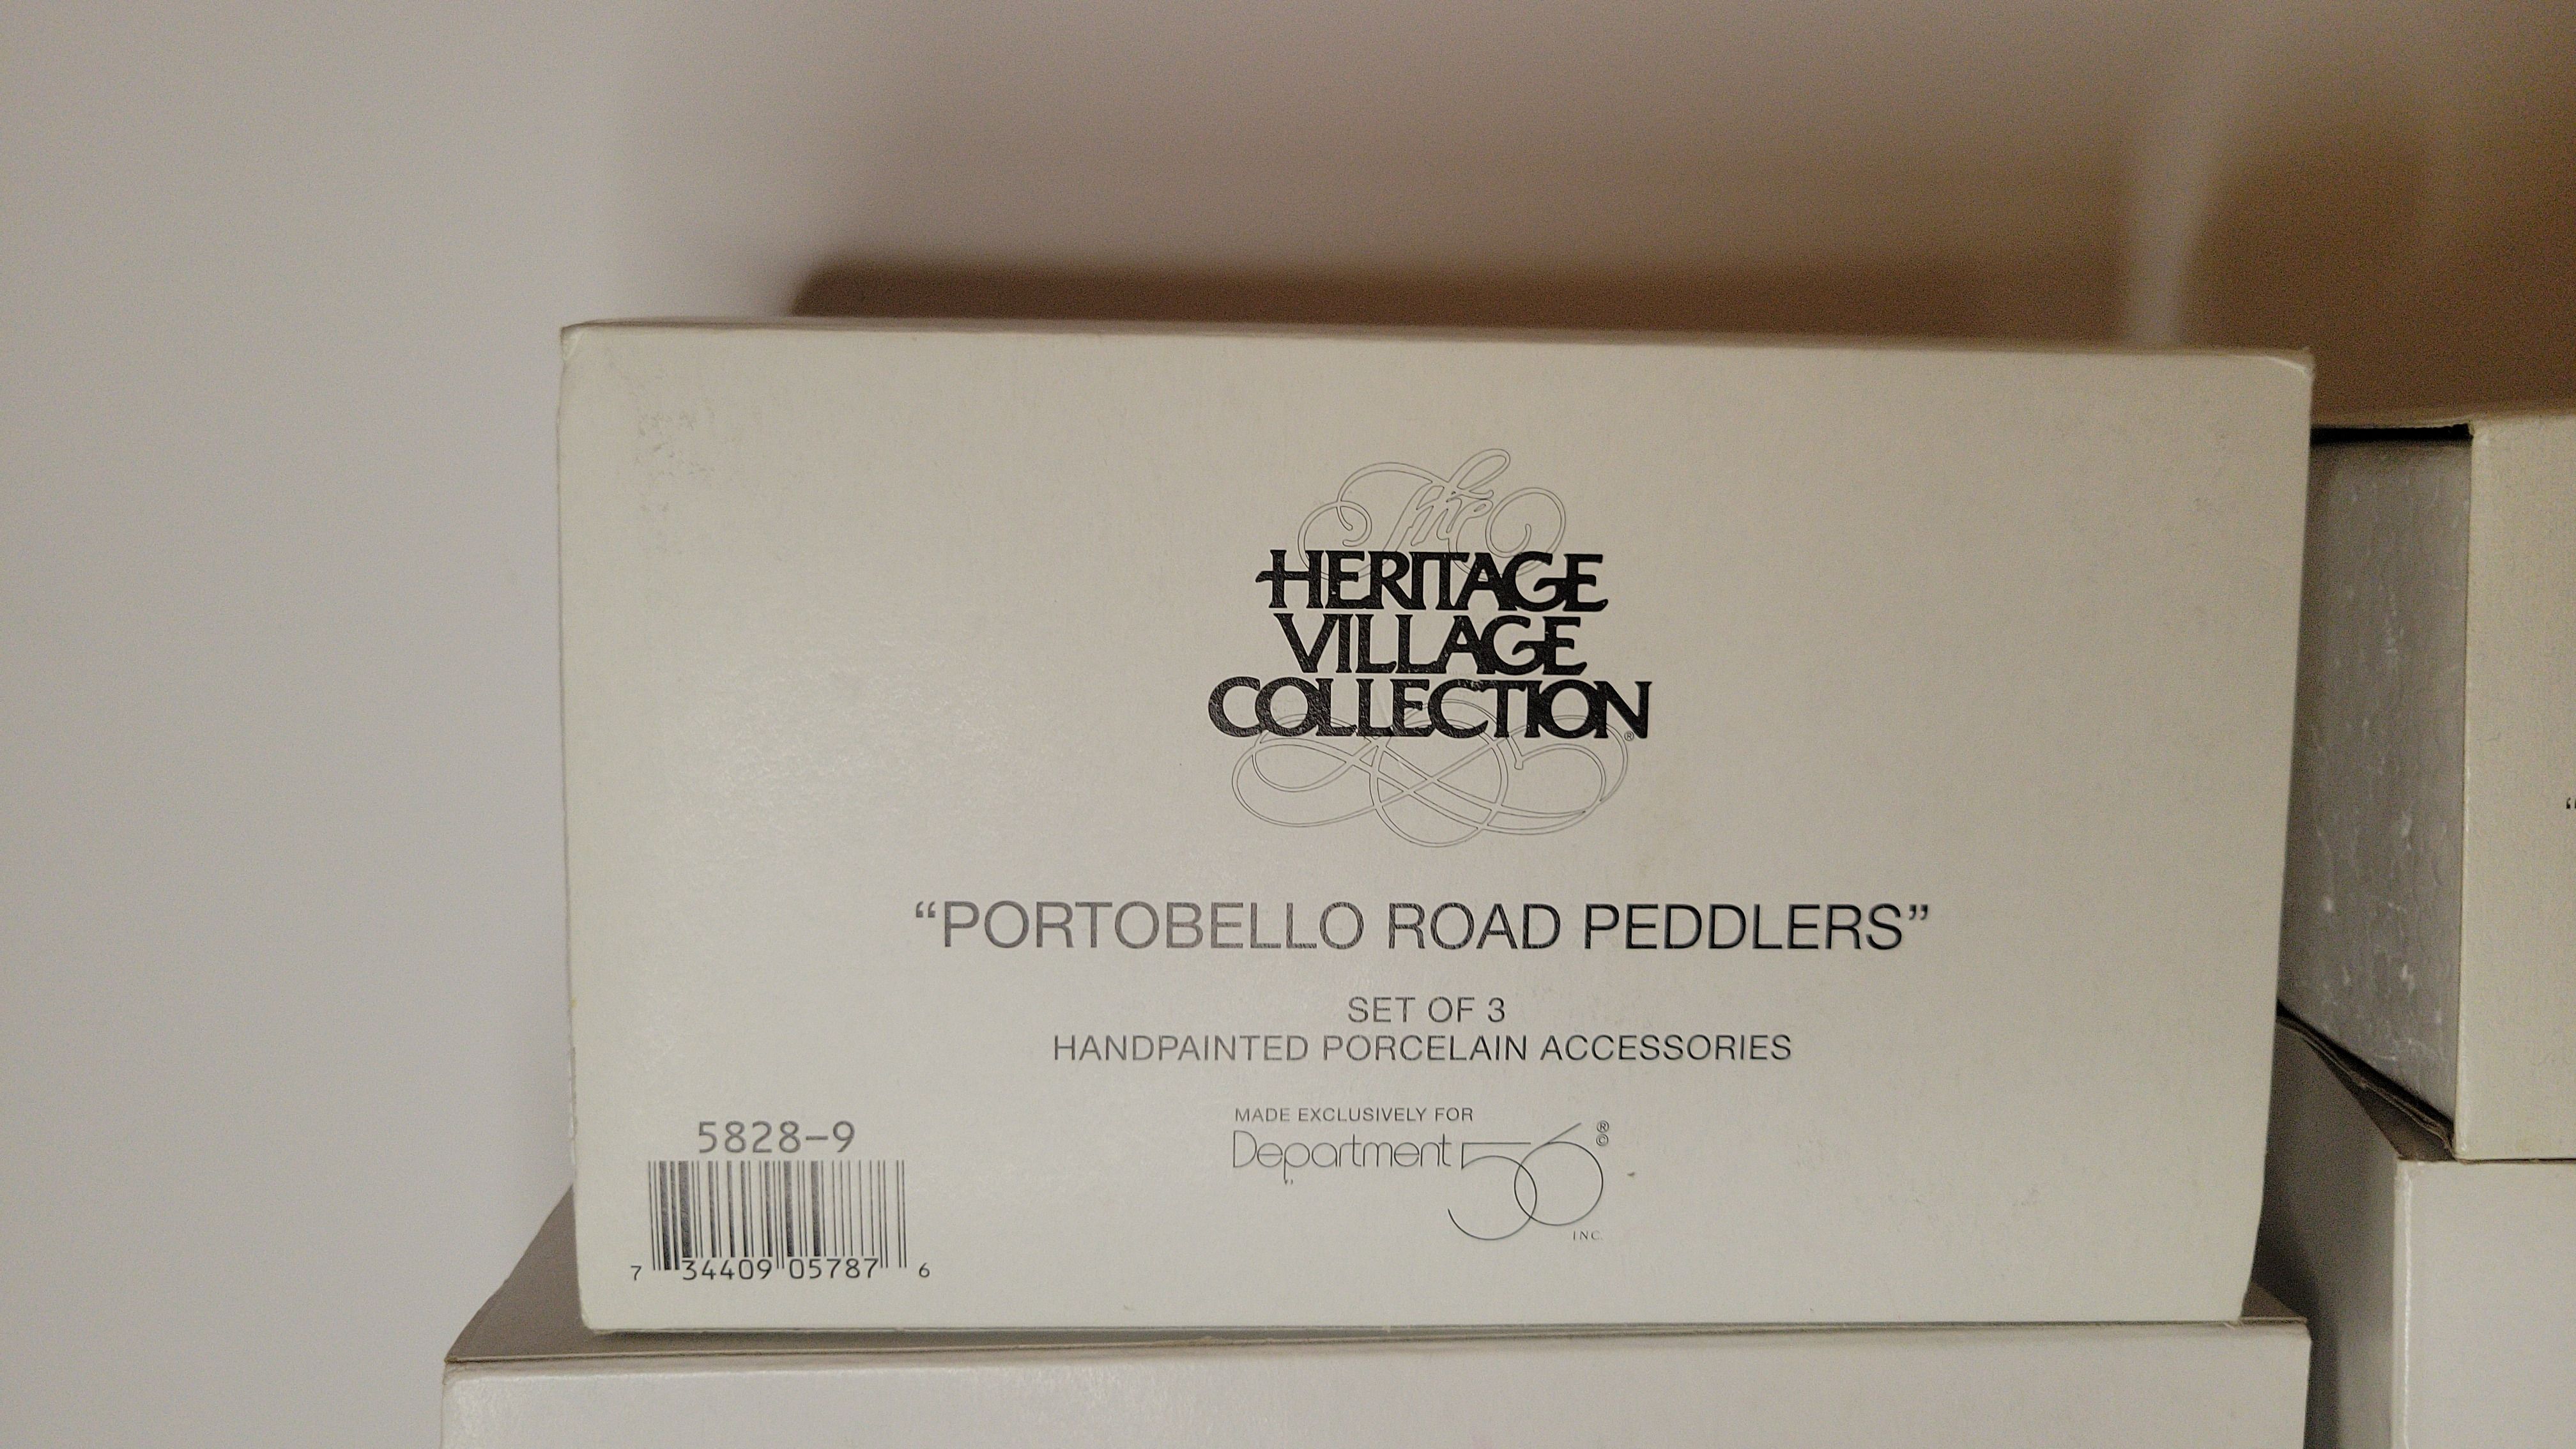 The
HERITAGE
VILLAGE
COLLECTION®
“PORTOBELLO ROAD PEDDLERS”
SET OF 3
HANDPAINTED PORCELAIN ACCESSORIES
MADE EXCLUSIVELY FOR
Department 56®©
INC.
5828-9
7 34409 05787 6